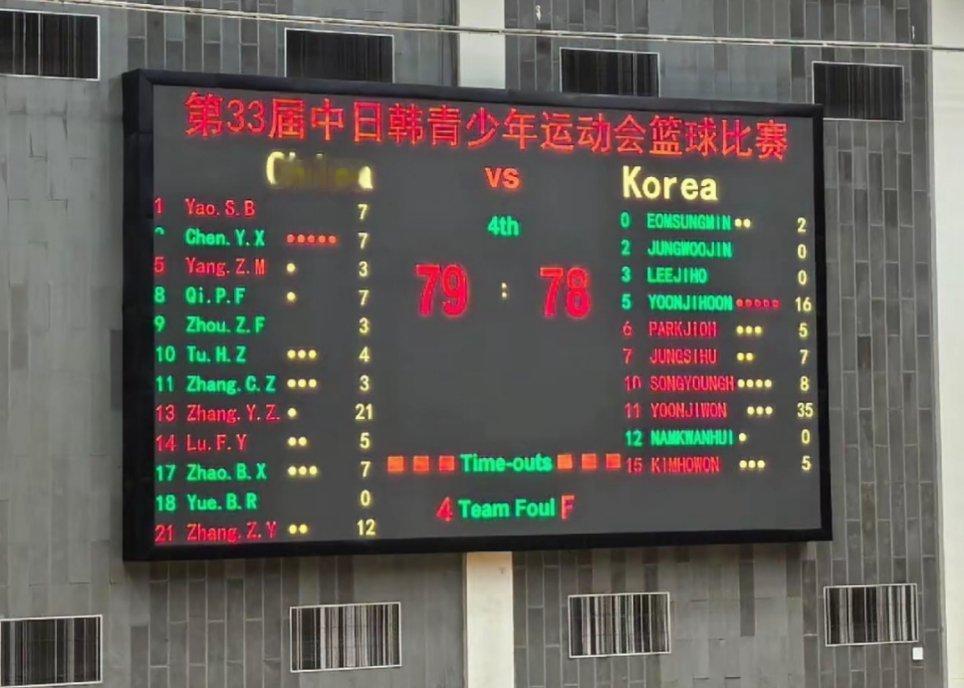 第33届中日韩青少年运动会篮球比赛
vs Korea
4th
79 : 78
1 Yao.S.B 7
Chen.Y.X 7
5 Yang.Z.M 3
8 Qi.P.F 7
9 Zhou.Z.F 3
10 Tu.H.Z 4
11 Zhang.C.Z 3
13 Zhang.Y.Z. 21
14 Lu.F.Y 5
17 Zhao.B.X 7
18 Yue.B.R 0
21 Zhang.Z.Y 12
0 EOMSUNGMIN 2
2 JUNGWOOJIN 0
3 LEEJIHO 0
5 YOONJIHOON 16
6 PARKJIOH 5
7 JUNGSIHU 7
10 SONGYOUNGH 8
11 YOONJIWON 35
12 NAMKWANHUI 0
15 KIMHOWON 5
Time-outs
4 Team Foul F